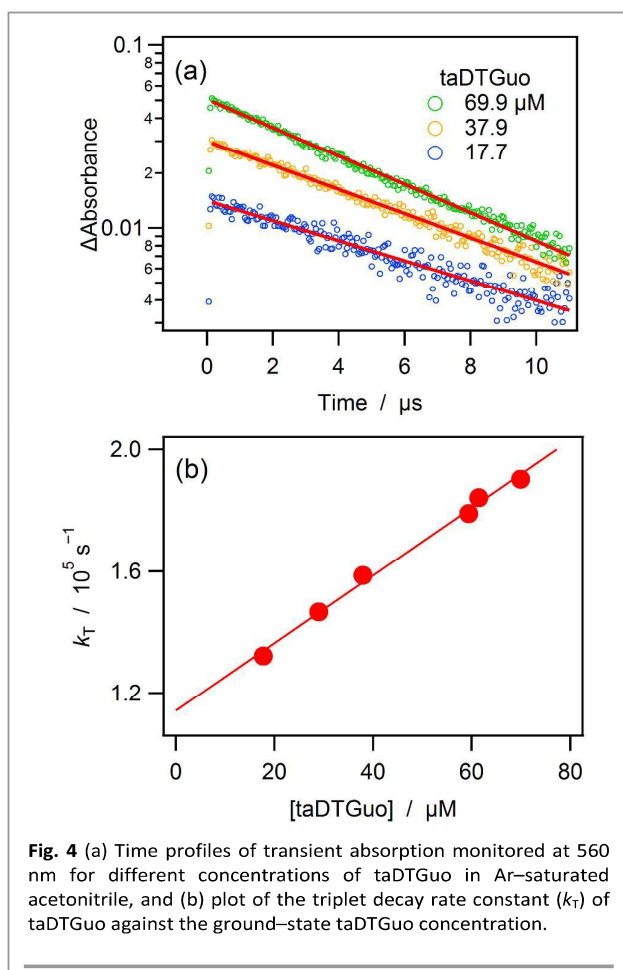 0.1
8
6
4
2
0.01
8
6
4
ΔAbsorbance
(a)
taDTGuo
69.9 µM
37.9
17.7
0 2 4 6 8 10
Time / µs
(b)
2.0
1.6
1.2
kT / 10⁵ s⁻¹
0 20 40 60 80
[taDTGuo] / µM
Fig. 4 (a) Time profiles of transient absorption monitored at 560
nm for different concentrations of taDTGuo in Ar–saturated
acetonitrile, and (b) plot of the triplet decay rate constant (kT) of
taDTGuo against the ground–state taDTGuo concentration.